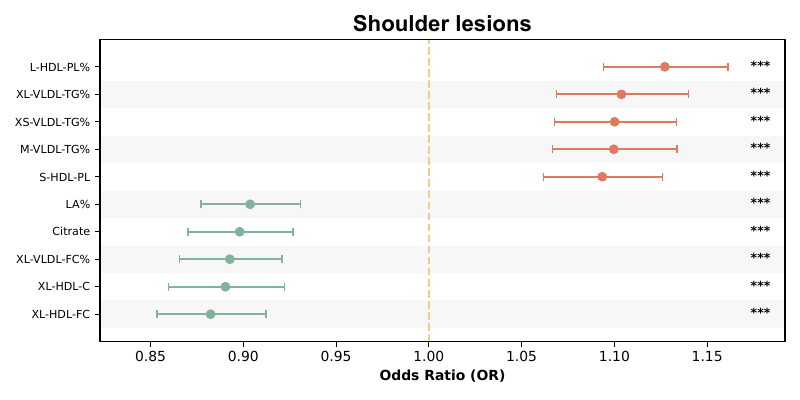 Shoulder lesions
L-HDL-PL% ***
XL-VLDL-TG% ***
XS-VLDL-TG% ***
M-VLDL-TG% ***
S-HDL-PL ***
LA% ***
Citrate ***
XL-VLDL-FC% ***
XL-HDL-C ***
XL-HDL-FC ***
0.85 0.90 0.95 1.00 1.05 1.10 1.15
Odds Ratio (OR)